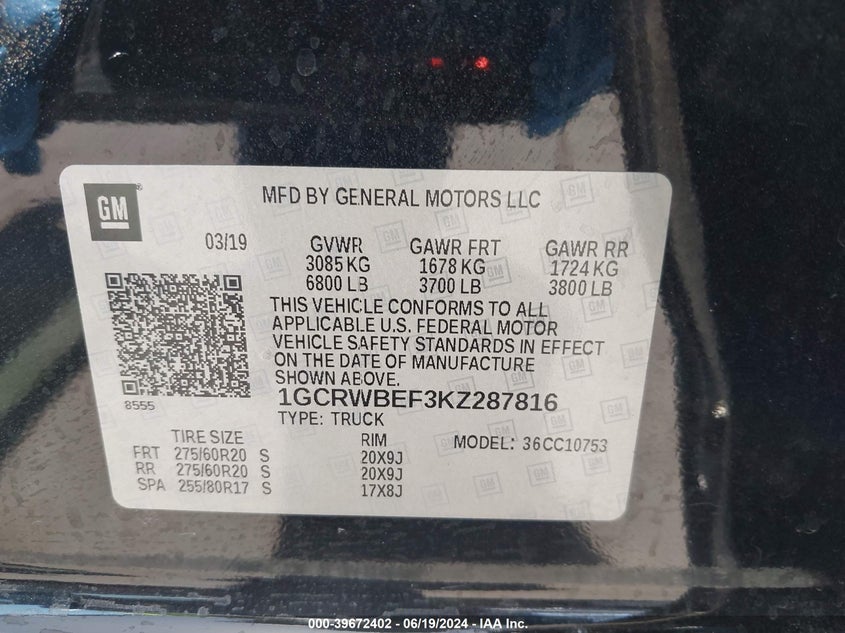 GM
MFD BY GENERAL MOTORS LLC
03/19
GVWR GAWR FRT GAWR RR
3085 KG 1678 KG 1724 KG
6800 LB 3700 LB 3800 LB
THIS VEHICLE CONFORMS TO ALL
APPLICABLE U.S. FEDERAL MOTOR
VEHICLE SAFETY STANDARDS IN EFFECT
ON THE DATE OF MANUFACTURE
SHOWN ABOVE.
8555
1GCRWBEF3KZ287816
TYPE: TRUCK
TIRE SIZE RIM MODEL: 36CC10753
FRT 275/60R20 S 20X9J
RR 275/60R20 S 20X9J
SPA 255/80R17 S 17X8J
000-39672402 - 06/19/2024 - IAA Inc.